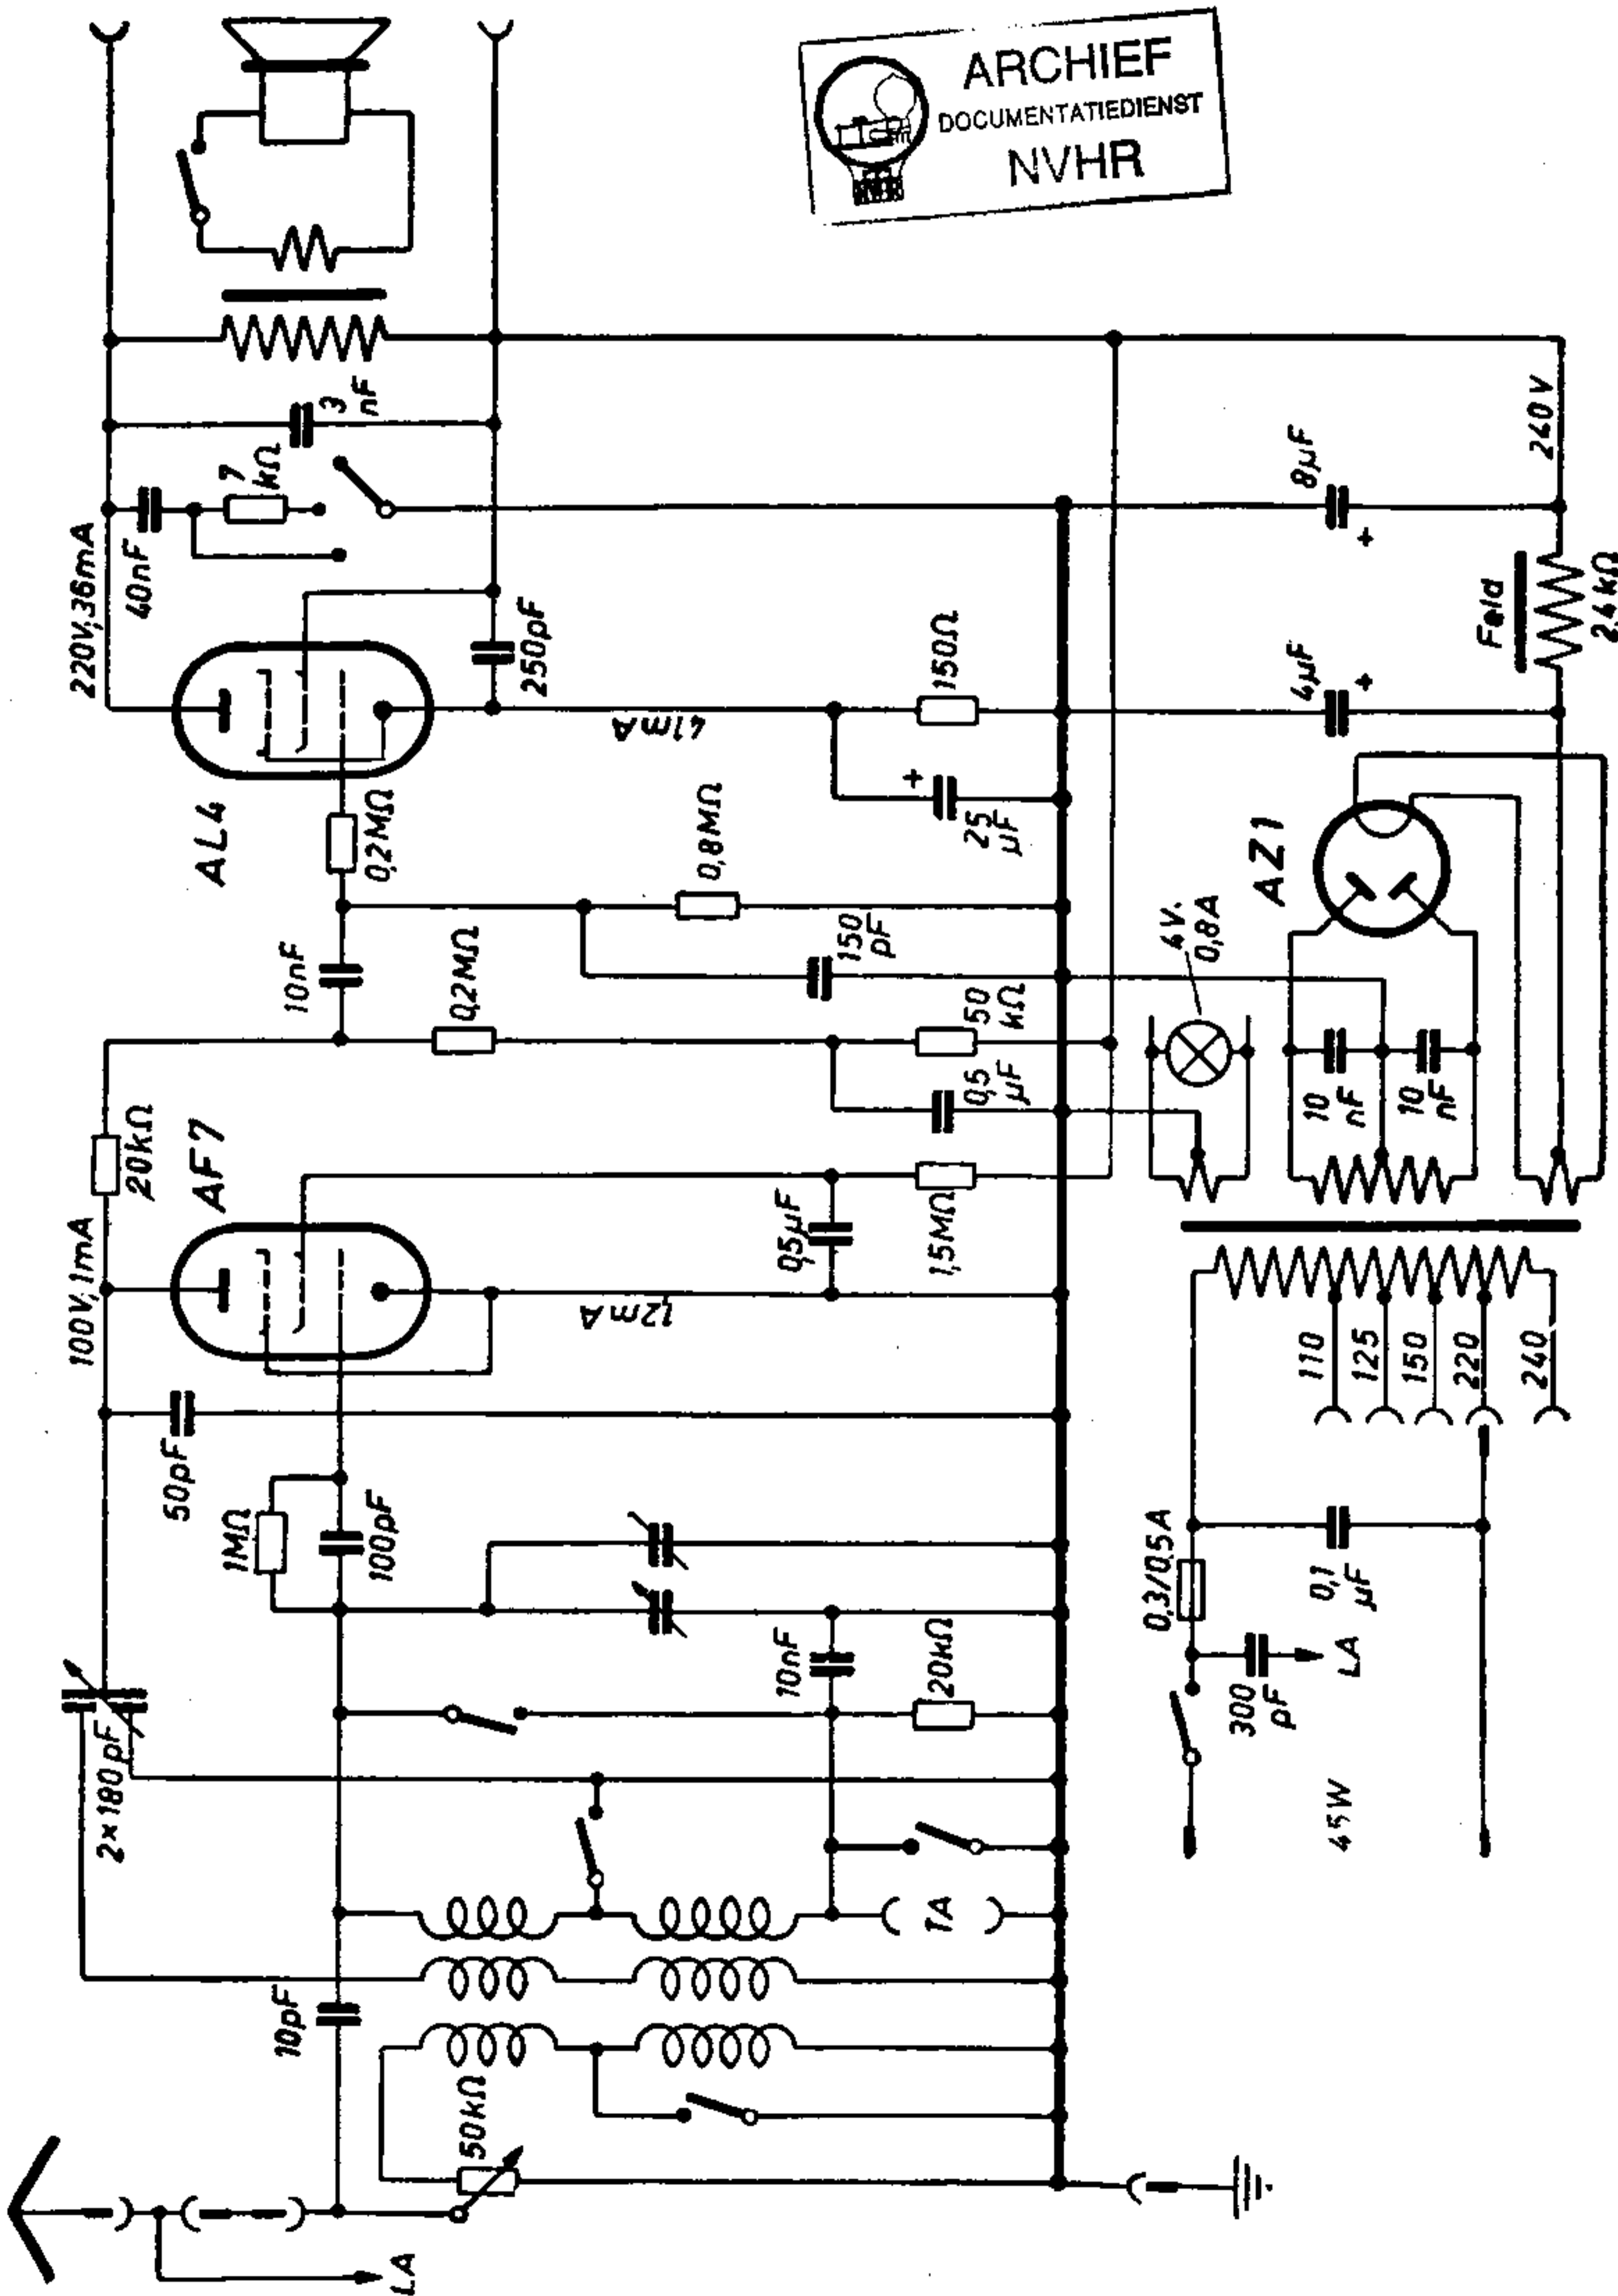 ARCHIEF
DOCUMENTATIEDIENST
NVHR
LA
10pF
50kΩ
2×180pF
TA
10nF
20kΩ
1MΩ
100pF
50pF
100V;1mA
AF7
1,2mA
0,5µF
1,5MΩ
20kΩ
10nF
0,2MΩ
0,5
µF
50
kΩ
150
pF
0,8MΩ
0,2MΩ
AL4
220V;36mA
40nF
7
kΩ
3
nF
250pF
41mA
25
µF
+
150Ω
4µF
+
8µF
+
Feld
2,4kΩ
240V
AZ1
4V.
0,8A
10
nF
10
nF
110
125
150
220
240
0,3/0,5A
0,1
µF
300
pF
LA
45W